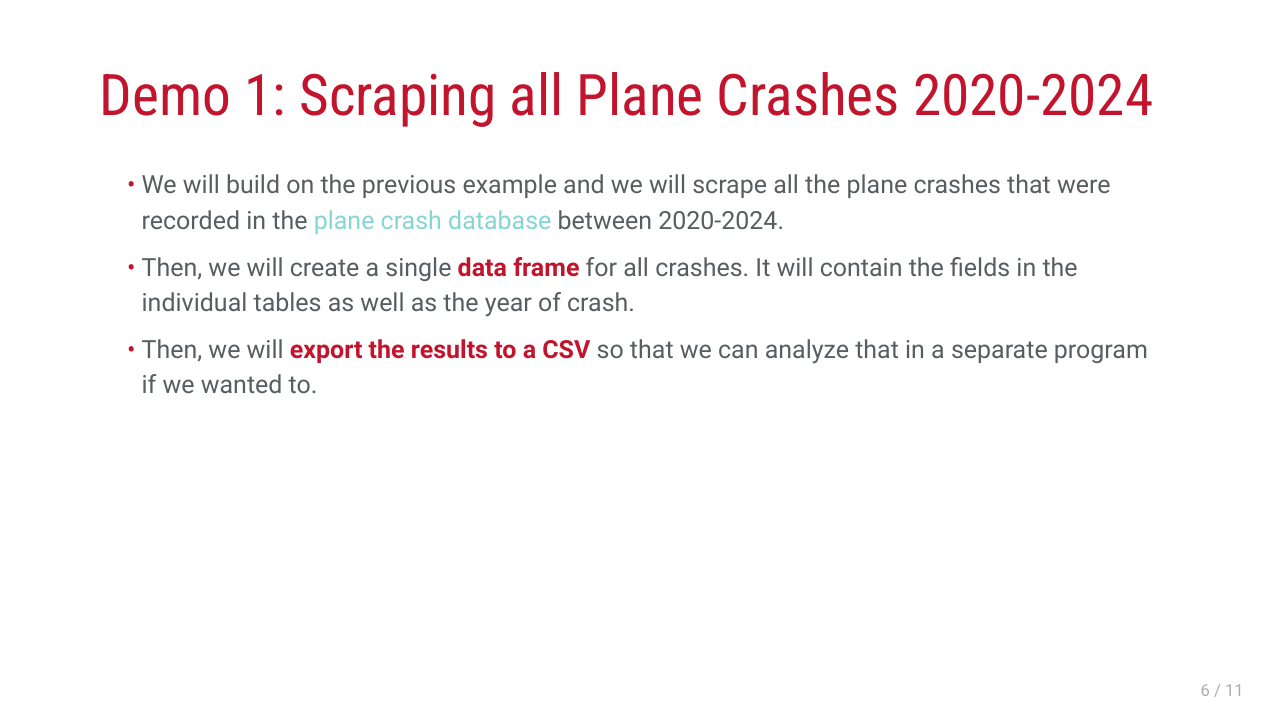 Demo 1: Scraping all Plane Crashes 2020-2024
• We will build on the previous example and we will scrape all the plane crashes that were
recorded in the plane crash database between 2020-2024.
• Then, we will create a single data frame for all crashes. It will contain the fields in the
individual tables as well as the year of crash.
• Then, we will export the results to a CSV so that we can analyze that in a separate program
if we wanted to.
6 / 11